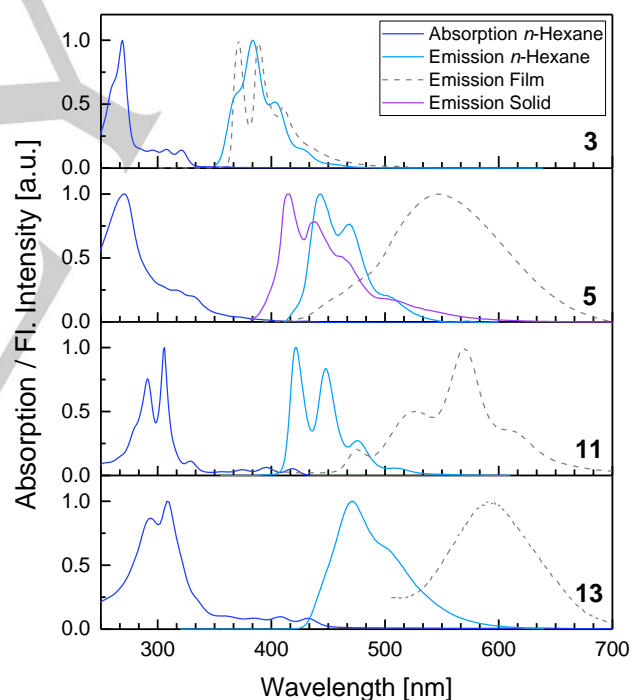 Absorption n-Hexane
Emission n-Hexane
Emission Film
Emission Solid
1.0
0.5
0.0
3
1.0
0.5
0.0
5
1.0
0.5
0.0
11
1.0
0.5
0.0
13
300 400 500 600 700
Wavelength [nm]
Absorption / Fl. Intensity [a.u.]